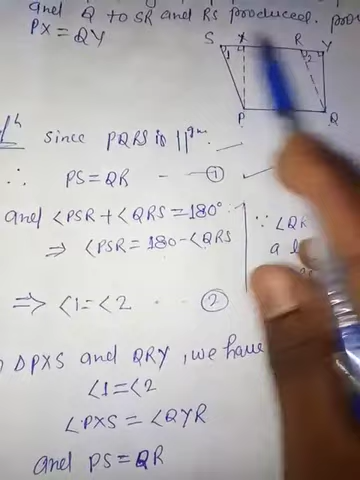 and Q to SR and RS produced. prov
PX = QY
S X R Y
1 2
P Q
since PQRS is ||gm
∴ PS = QR - ①
and ∠PSR + ∠QRS = 180°
⇒ ∠PSR = 180 - ∠QRS
∵ ∠QR
a l
⇒ ∠1 = ∠2 ②
ΔPXS and QRY, we have
∠1 = ∠2
∠PXS = ∠QYR
and PS = QR